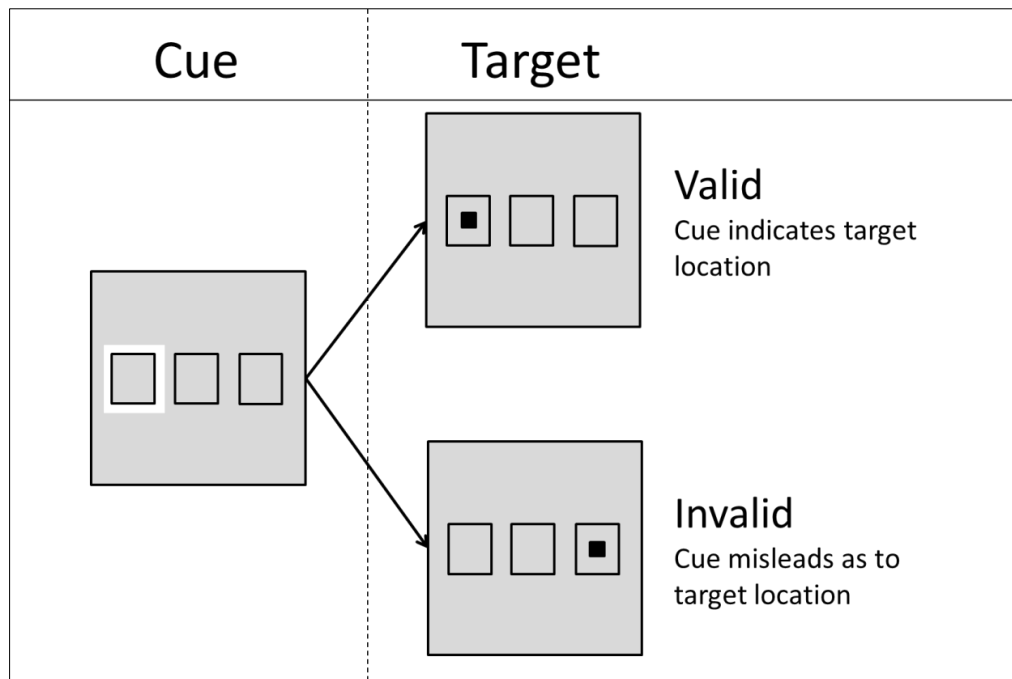 Cue
Target
Valid
Cue indicates target
location
Invalid
Cue misleads as to
target location